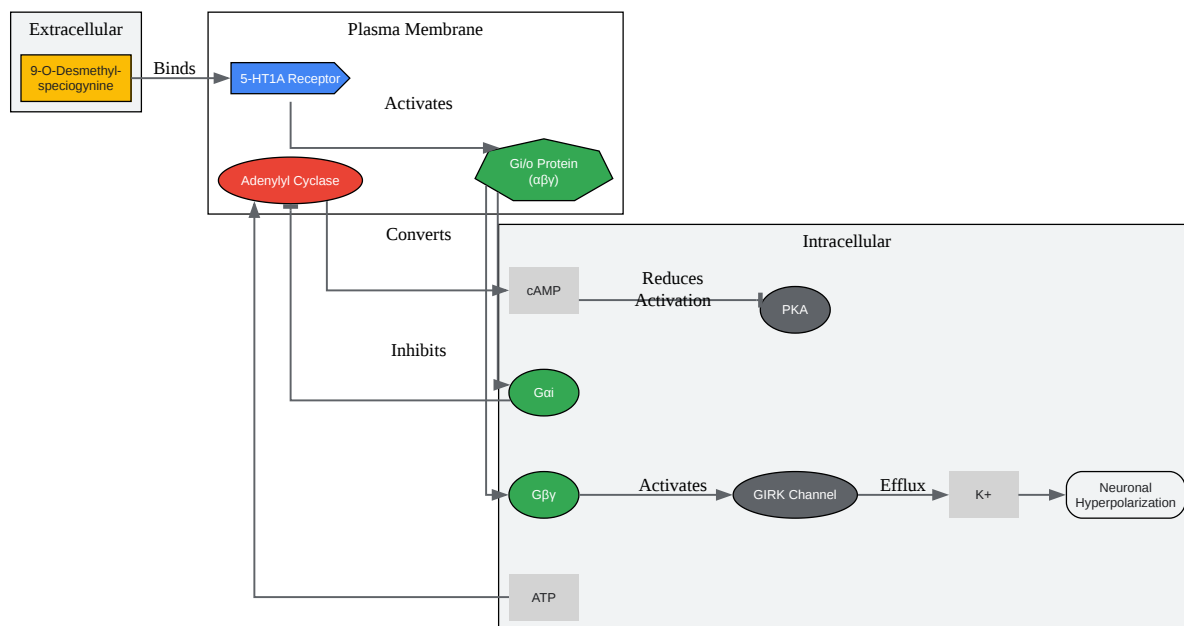 Extracellular
Plasma Membrane
9-O-Desmethyl-
speciogynine
Binds
5-HT1A Receptor
Activates
Gi/o Protein
(αβγ)
Adenylyl Cyclase
Converts
Intracellular
cAMP
Reduces
Activation
PKA
Inhibits
Gαi
Gβγ
Activates
GIRK Channel
Efflux
K+
Neuronal
Hyperpolarization
ATP